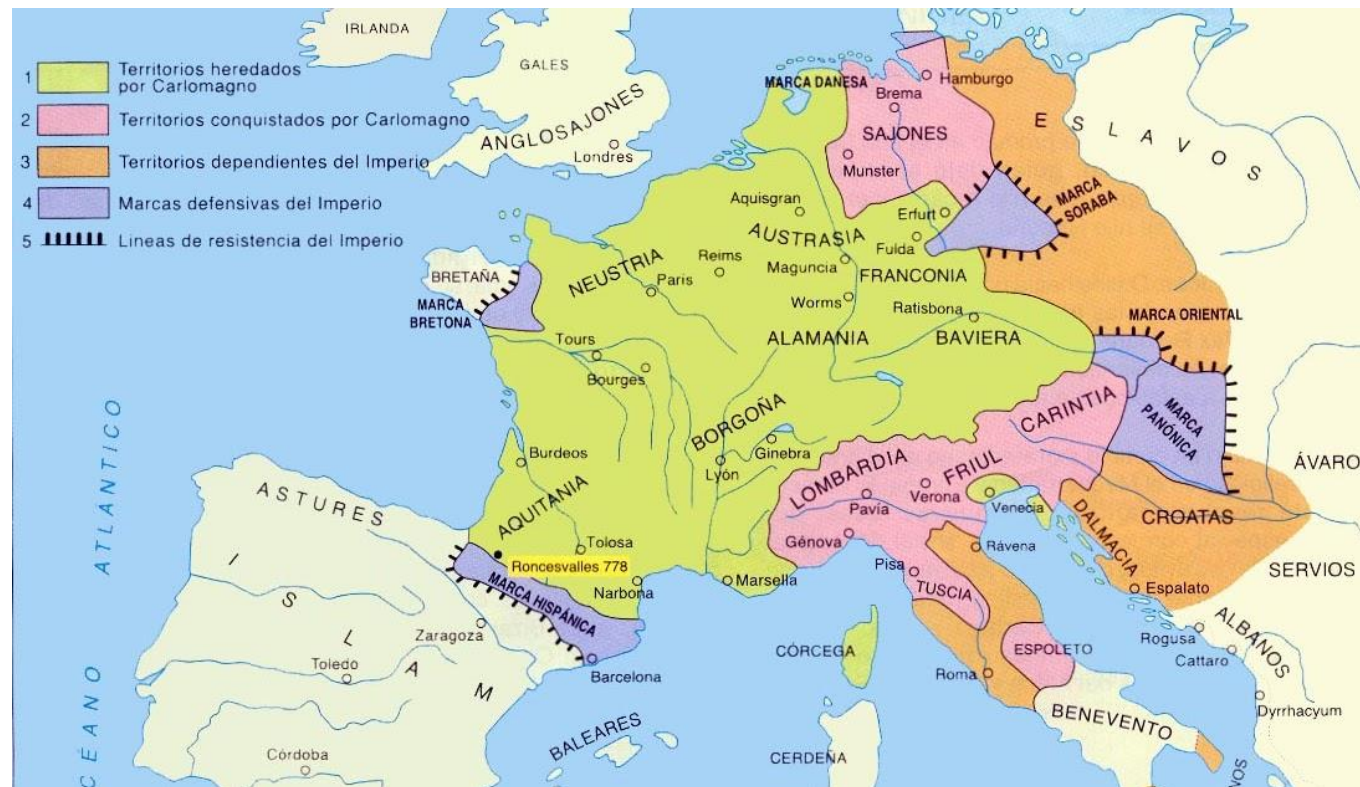 1 Territorios heredados
por Carlomagno
2 Territorios conquistados por Carlomagno
3 Territorios dependientes del Imperio
4 Marcas defensivas del Imperio
5 Lineas de resistencia del Imperio
IRLANDA
GALES
ANGLOSAJONES
Londres
MARCA DANESA
Hamburgo
Brema
SAJONES
Munster
ESLAVOS
MARCA
SORABA
Aquisgran
AUSTRASIA
Erfurt
Fulda
Reims
Maguncia
FRANCONIA
NEUSTRIA
Paris
Worms
Ratisbona
BRETAÑA
MARCA
BRETONA
ALAMANIA
BAVIERA
MARCA ORIENTAL
Tours
Bourges
MARCA
PANÓNICA
CARINTIA
BORGOÑA
Ginebra
Lyón
Burdeos
LOMBARDIA
FRIUL
Pavía
Verona
Venecia
ÁVARO
ATLANTICO
CÉANO
ASTURES
AQUITANIA
Tolosa
Génova
Rávena
DALMACIA
CROATAS
Roncesvalles 778
MARCA HISPÁNICA
Narbona
Marsella
Pisa
TUSCIA
Espalato
SERVIOS
ISLAM
Zaragoza
Toledo
Barcelona
CÓRCEGA
Roma
ESPOLETO
Rogusa
Cattaro
ALBANOS
BENEVENTO
Dyrrhacyum
BALEARES
Córdoba
CERDEÑA
NOS